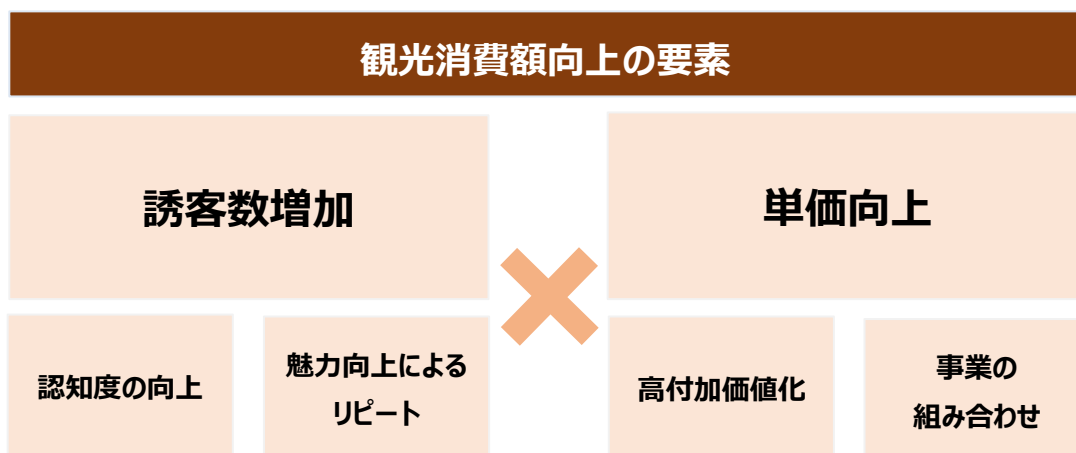 観光消費額向上の要素
誘客数増加
単価向上
認知度の向上
魅力向上による
リピート
高付加価値化
事業の
組み合わせ